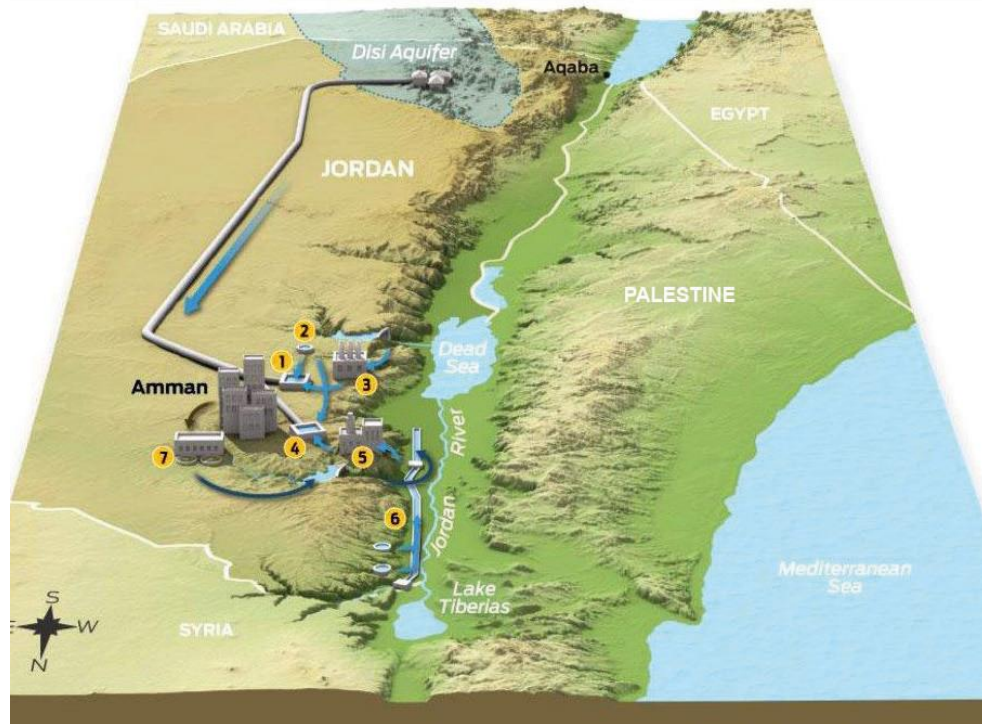 SAUDI ARABIA
Disi Aquifer
Aqaba
EGYPT
JORDAN
PALESTINE
2
1
Dead
Sea
3
Amman
4
5
7
River
6
Jordan
Mediterranean
Sea
Lake
Tiberias
S
E W
N
SYRIA